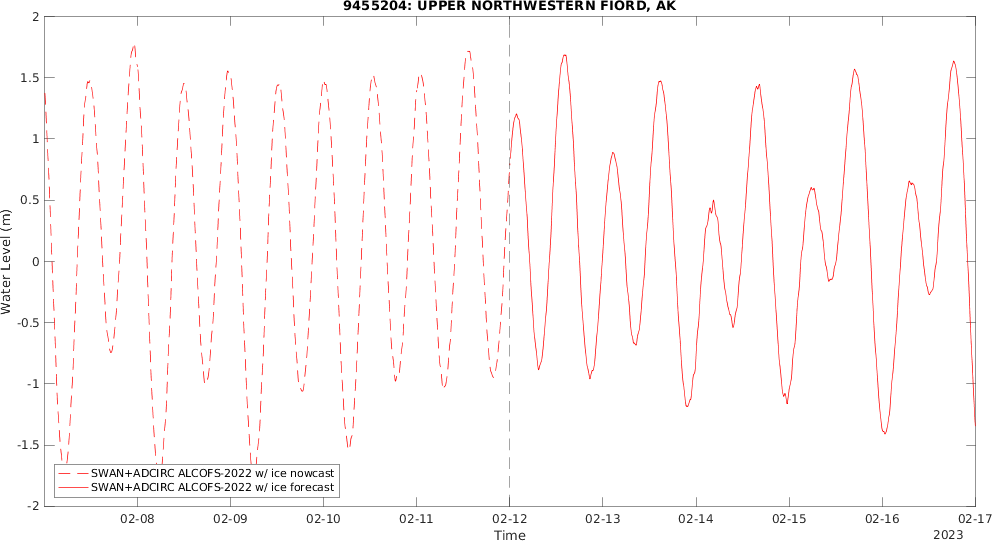 9455204: UPPER NORTHWESTERN FIORD, AK
2
1.5
1
0.5
0
-0.5
-1
-1.5
-2
Water Level (m)
SWAN+ADCIRC ALCOFS-2022 w/ ice nowcast
SWAN+ADCIRC ALCOFS-2022 w/ ice forecast
02-08 02-09 02-10 02-11 02-12 02-13 02-14 02-15 02-16 02-17
Time
2023